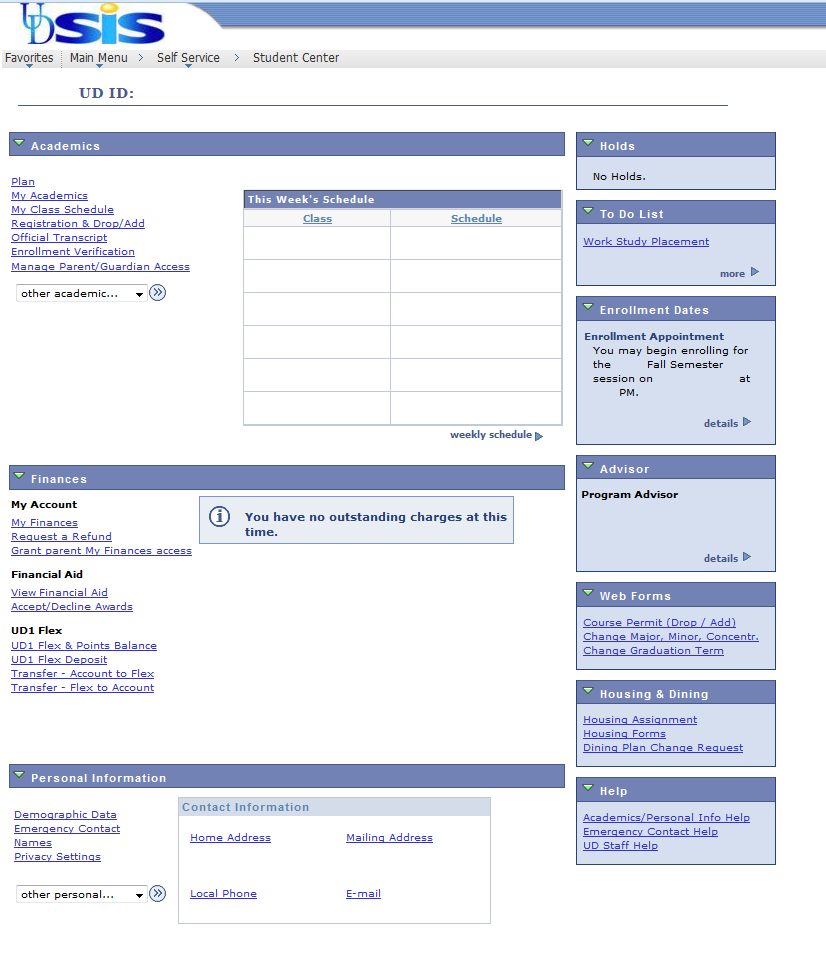 UDSIS
Favorites Main Menu > Self Service > Student Center
UD ID:
Academics
Plan
My Academics
My Class Schedule
Registration & Drop/Add
Official Transcript
Enrollment Verification
Manage Parent/Guardian Access
other academic...
This Week's Schedule
Class Schedule
weekly schedule
Finances
My Account
My Finances
Request a Refund
Grant parent My Finances access
Financial Aid
View Financial Aid
Accept/Decline Awards
UD1 Flex
UD1 Flex & Points Balance
UD1 Flex Deposit
Transfer - Account to Flex
Transfer - Flex to Account
You have no outstanding charges at this
time.
Personal Information
Demographic Data
Emergency Contact
Names
Privacy Settings
other personal...
Contact Information
Home Address Mailing Address
Local Phone E-mail
Holds
No Holds.
To Do List
Work Study Placement
more
Enrollment Dates
Enrollment Appointment
You may begin enrolling for
the Fall Semester
session on at
PM.
details
Advisor
Program Advisor
details
Web Forms
Course Permit (Drop / Add)
Change Major, Minor, Concentr.
Change Graduation Term
Housing & Dining
Housing Assignment
Housing Forms
Dining Plan Change Request
Help
Academics/Personal Info Help
Emergency Contact Help
UD Staff Help